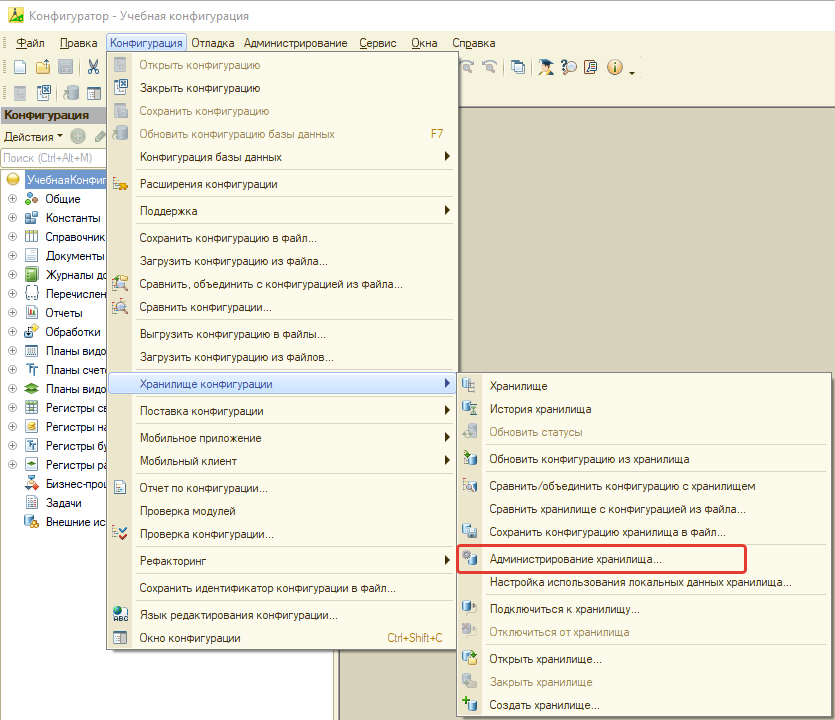 Конфигуратор - Учебная конфигурация
Файл Правка Конфигурация Отладка Администрирование Сервис Окна Справка
Конфигурация
Действия
Поиск (Ctrl+Alt+M)
УчебнаяКонфиг
Общие
Константы
Справочник
Документы
Журналы до
Перечислен
Отчеты
Обработки
Планы видо
Планы счето
Планы видо
Регистры св
Регистры на
Регистры бу
Регистры ра
Бизнес-проц
Задачи
Внешние ис
Открыть конфигурацию
Закрыть конфигурацию
Сохранить конфигурацию
Обновить конфигурацию базы данных F7
Конфигурация базы данных
Расширения конфигурации
Поддержка
Сохранить конфигурацию в файл...
Загрузить конфигурацию из файла...
Сравнить, объединить с конфигурацией из файла...
Сравнить конфигурации...
Выгрузить конфигурацию в файлы...
Загрузить конфигурацию из файлов...
Хранилище конфигурации
Поставка конфигурации
Мобильное приложение
Мобильный клиент
Отчет по конфигурации...
Проверка модулей
Проверка конфигурации...
Рефакторинг
Сохранить идентификатор конфигурации в файл...
ABC
Язык редактирования конфигурации...
Окно конфигурации Ctrl+Shift+C
Хранилище
История хранилища
Обновить статусы
Обновить конфигурацию из хранилища
Сравнить/объединить конфигурацию с хранилищем
Сравнить хранилище с конфигурацией из файла...
Сохранить конфигурацию хранилища в файл...
Администрирование хранилища...
Настройка использования локальных данных хранилища...
Подключиться к хранилищу...
Отключиться от хранилища
Открыть хранилище...
Закрыть хранилище
Создать хранилище...